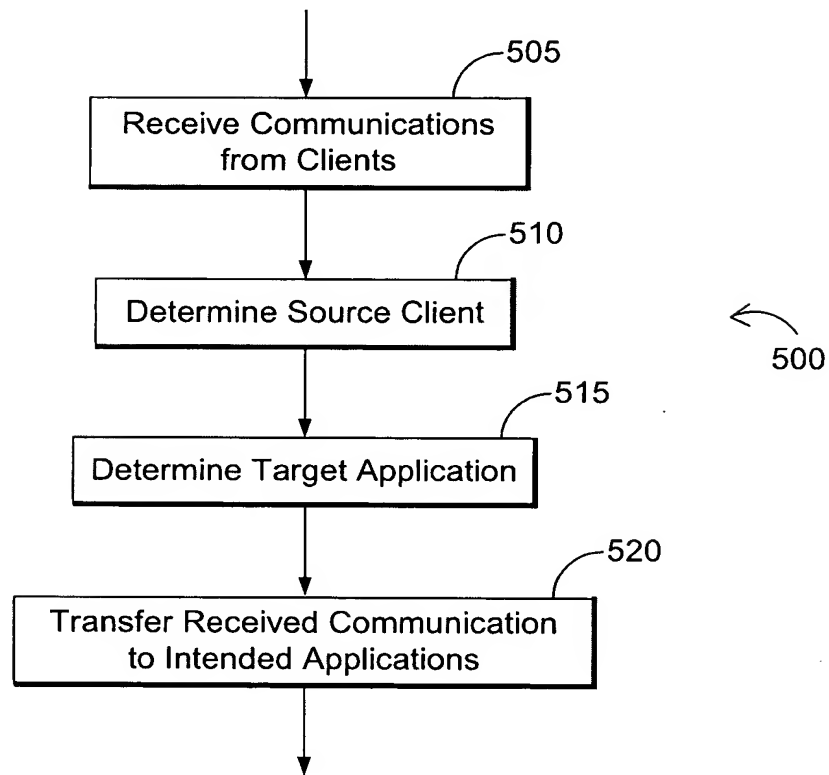 505
Receive Communications
from Clients
510
Determine Source Client
500
515
Determine Target Application
520
Transfer Received Communication
to Intended Applications